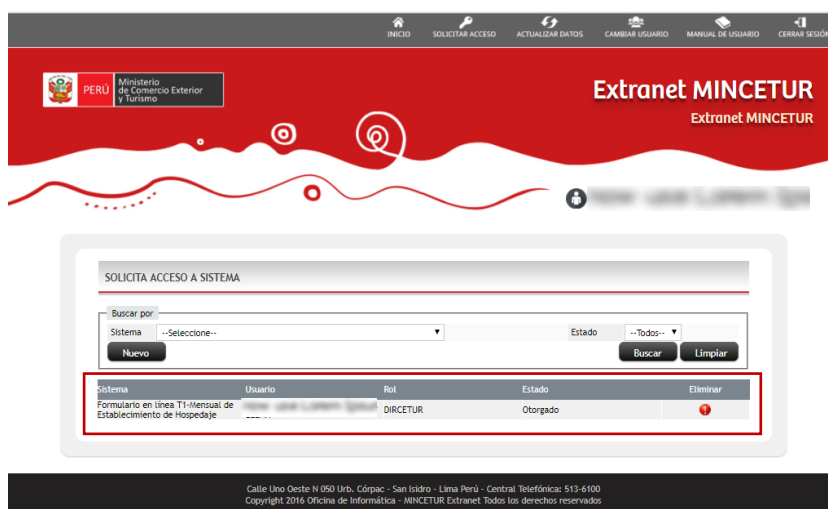 INICIO SOLICITAR ACCESO ACTUALIZAR DATOS CAMBIAR USUARIO MANUAL DE USUARIO CERRAR SESIÓN
PERÚ Ministerio
de Comercio Exterior
y Turismo
Extranet MINCETUR
Extranet MINCETUR
SOLICITA ACCESO A SISTEMA
Buscar por
Sistema --Seleccione-- Estado --Todos--
Nuevo Buscar Limpiar
Sistema Usuario Rol Estado Eliminar
Formulario en línea T1-Mensual de
Establecimiento de Hospedaje DIRCETUR Otorgado
Calle Uno Oeste N 050 Urb. Córpac - San Isidro - Lima Perú - Central Telefónica: 513-6100
Copyright 2016 Oficina de Informática - MINCETUR Extranet Todos los derechos reservados